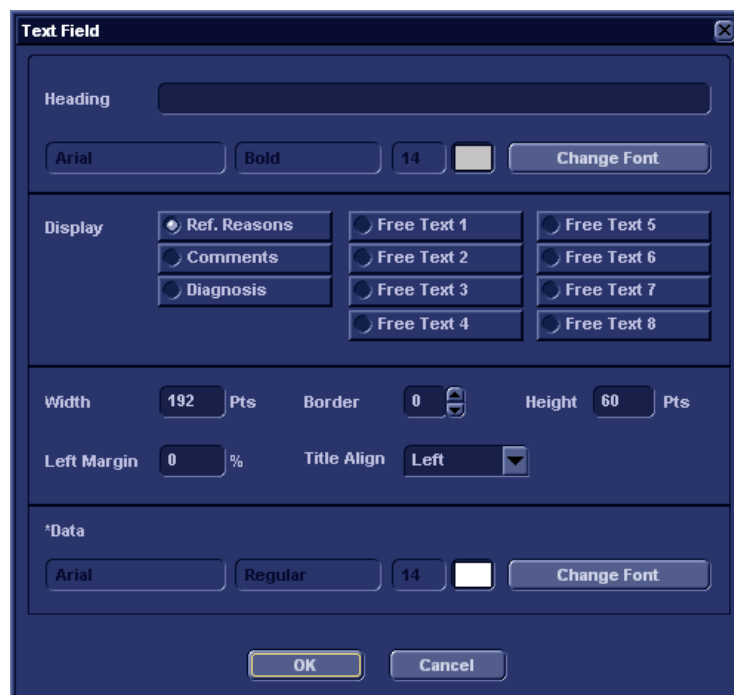 Text Field
Heading
Arial Bold 14 Change Font
Display Ref. Reasons Free Text 1 Free Text 5
Comments Free Text 2 Free Text 6
Diagnosis Free Text 3 Free Text 7
Free Text 4 Free Text 8
Width 192 Pts Border 0 Height 60 Pts
Left Margin 0 % Title Align Left
*Data
Arial Regular 14 Change Font
OK Cancel